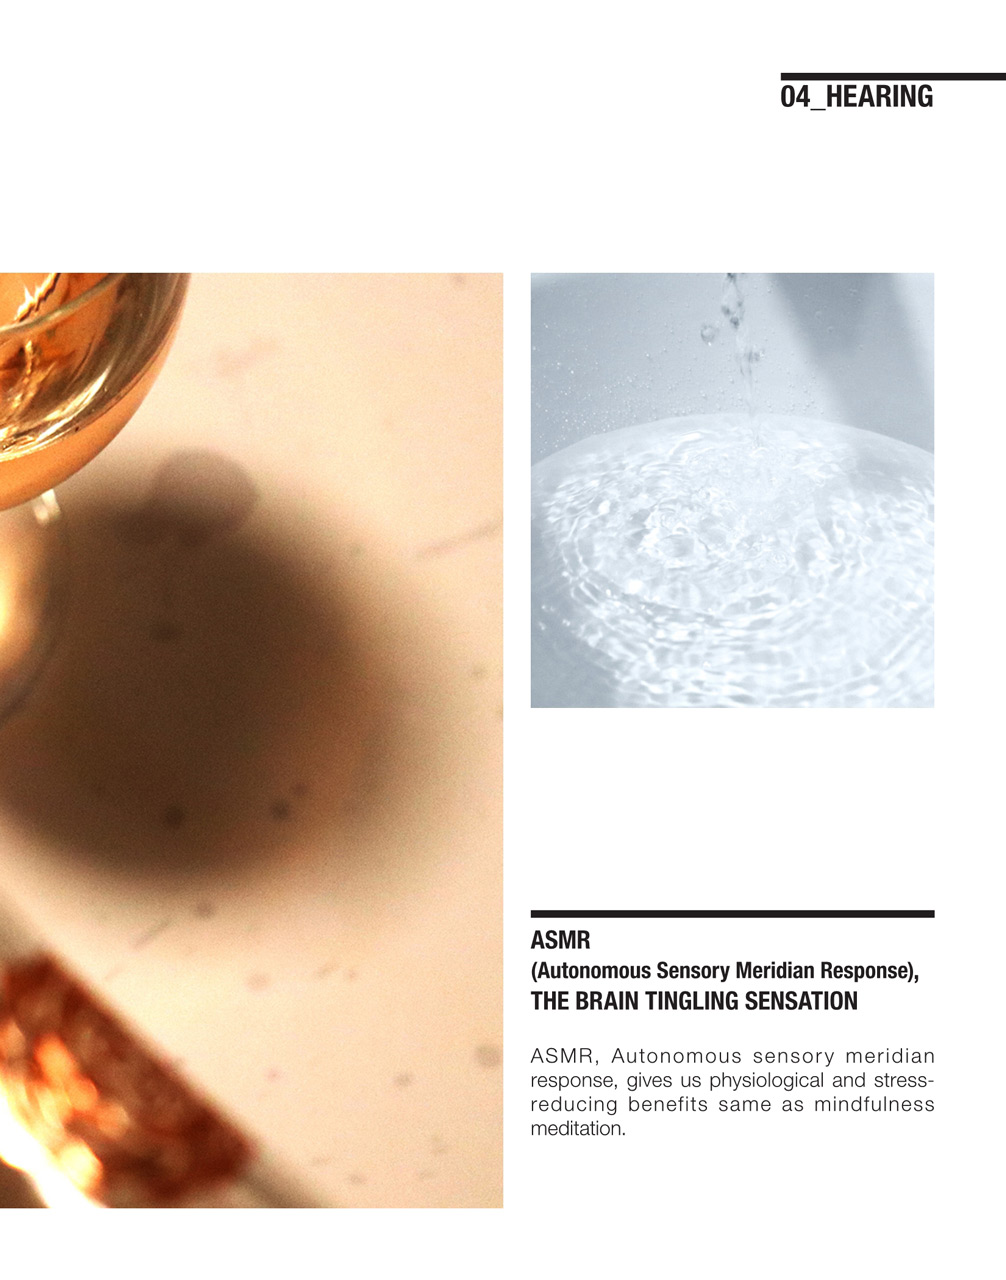 04_HEARING
ASMR
(Autonomous Sensory Meridian Response),
THE BRAIN TINGLING SENSATION
ASMR, Autonomous sensory meridian
response, gives us physiological and stress-
reducing benefits same as mindfulness
meditation.